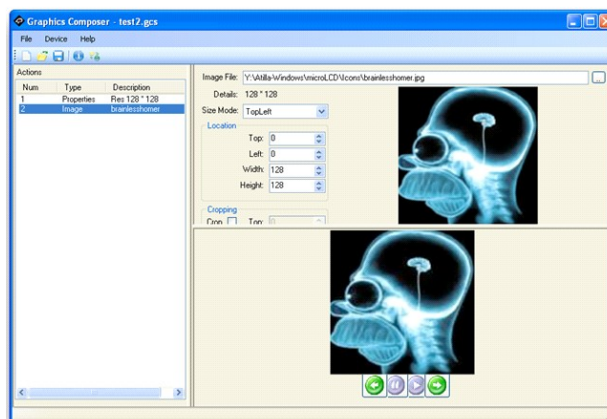 Graphics Composer - test2.gcs
File Device Help
Actions
Num Type Description
1 Properties Res 128 * 128
2 Image brainlesshomer
Image File: Y:\Atilla-Windows\microLCD\Icons\brainlesshomer.jpg ...
Details: 128 * 128
Size Mode: TopLeft
Location
Top: 0
Left: 0
Width: 128
Height: 128
Cropping
Crop Top: 0